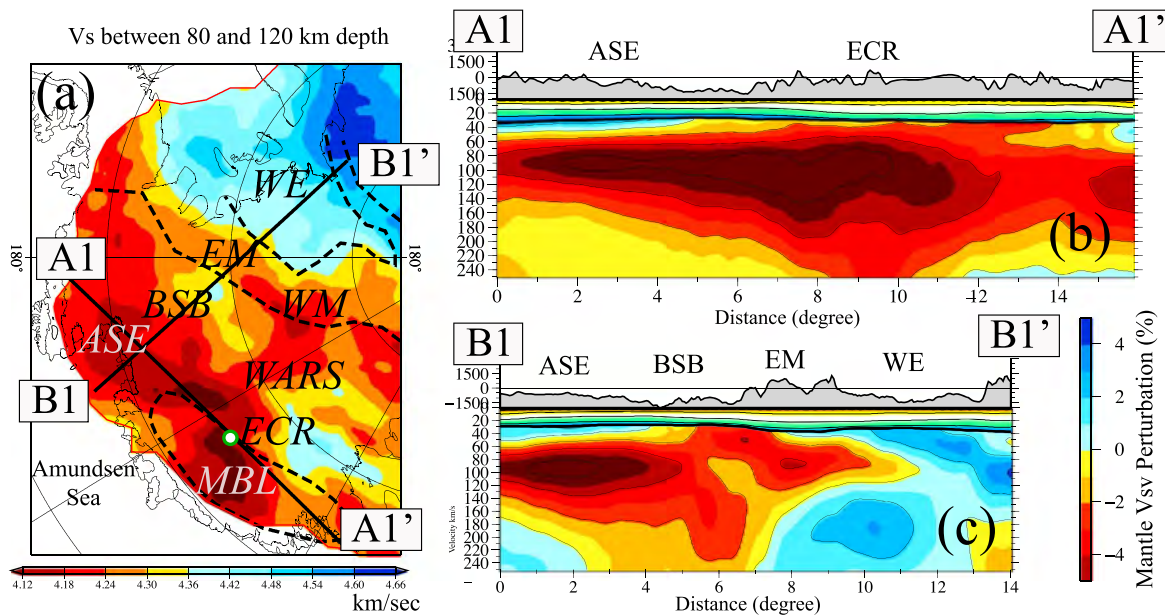 Vs between 80 and 120 km depth
(a)
WE
B1’
180°
180°
A1
EM
BSB
WM
ASE
B1
WARS
ECR
MBL
Amundsen
Sea
A1’
4.12 4.18 4.24 4.30 4.36 4.42 4.48 4.54 4.60 4.66
km/sec
A1
ASE
ECR
A1’
1500
0
1500
0
20
40
60
80
100
120
140
160
180
200
240
(b)
0 2 4 6 8 10 12 14
Distance (degree)
B1
ASE
BSB
EM
WE
B1’
1500
0
−1500
0
20
40
60
80
100
120
140
160
180
200
240
Velocity km/s
(c)
0 2 4 6 8 10 12 14
Distance (degree)
4
2
0
−2
−4
Mantle Vsv Perturbation (%)